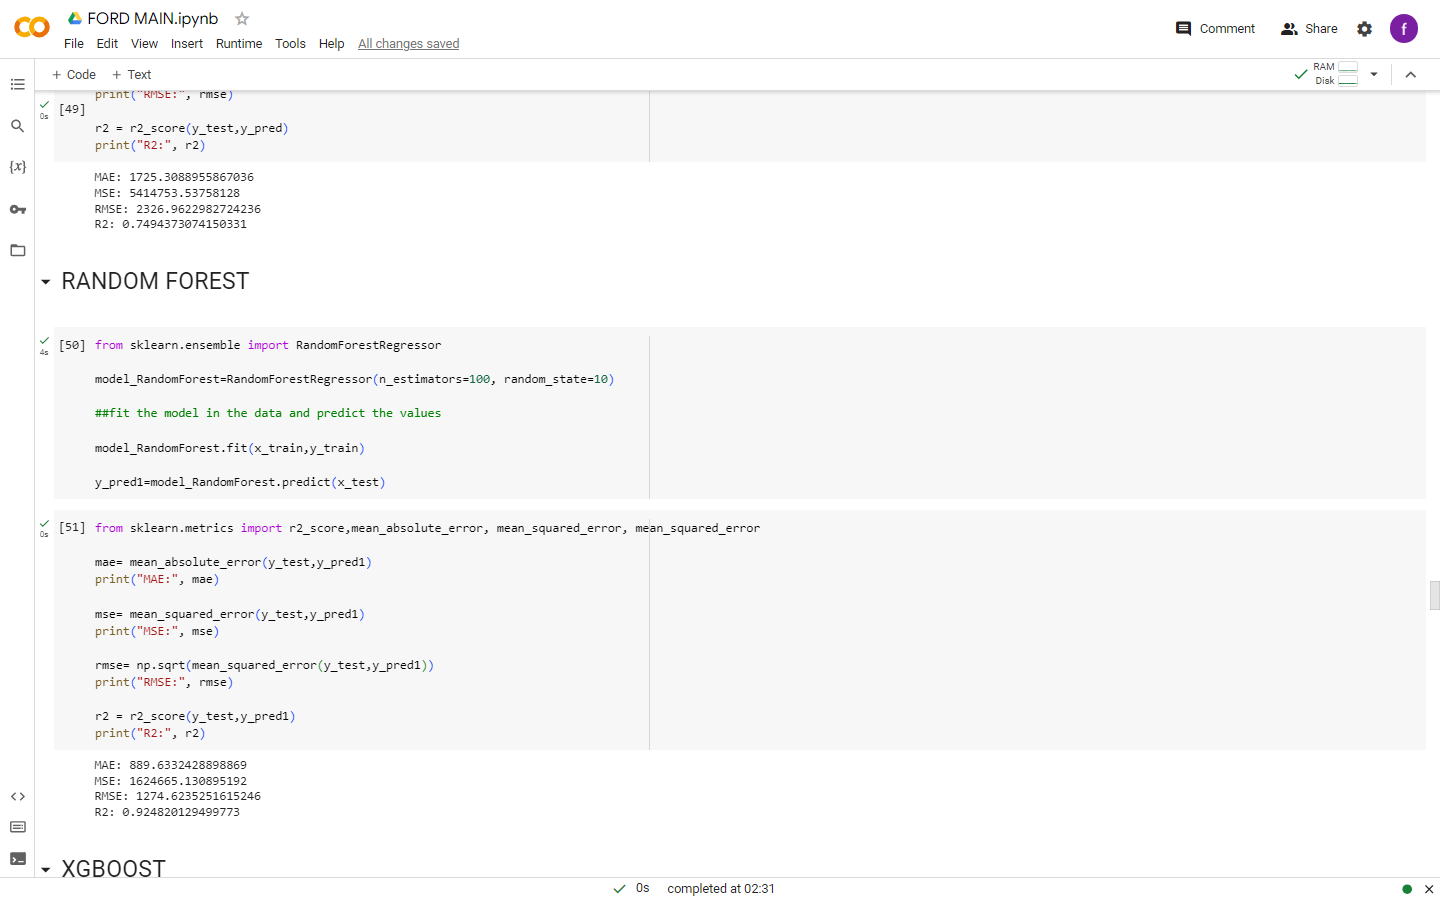 FORD MAIN.ipynb
File Edit View Insert Runtime Tools Help All changes saved
Comment Share f
+ Code + Text
RAM
Disk
print("RMSE:", rmse)
[49]
0s
r2 = r2_score(y_test,y_pred)
print("R2:", r2)
MAE: 1725.3088955867036
MSE: 5414753.53758128
RMSE: 2326.9622982724236
R2: 0.7494373074150331
RANDOM FOREST
[50] from sklearn.ensemble import RandomForestRegressor
4s
model_RandomForest=RandomForestRegressor(n_estimators=100, random_state=10)
##fit the model in the data and predict the values
model_RandomForest.fit(x_train,y_train)
y_pred1=model_RandomForest.predict(x_test)
[51] from sklearn.metrics import r2_score,mean_absolute_error, mean_squared_error, mean_squared_error
0s
mae= mean_absolute_error(y_test,y_pred1)
print("MAE:", mae)
mse= mean_squared_error(y_test,y_pred1)
print("MSE:", mse)
rmse= np.sqrt(mean_squared_error(y_test,y_pred1))
print("RMSE:", rmse)
r2 = r2_score(y_test,y_pred1)
print("R2:", r2)
MAE: 889.6332428898869
MSE: 1624665.130895192
RMSE: 1274.6235251615246
R2: 0.924820129499773
XGBOOST
0s completed at 02:31